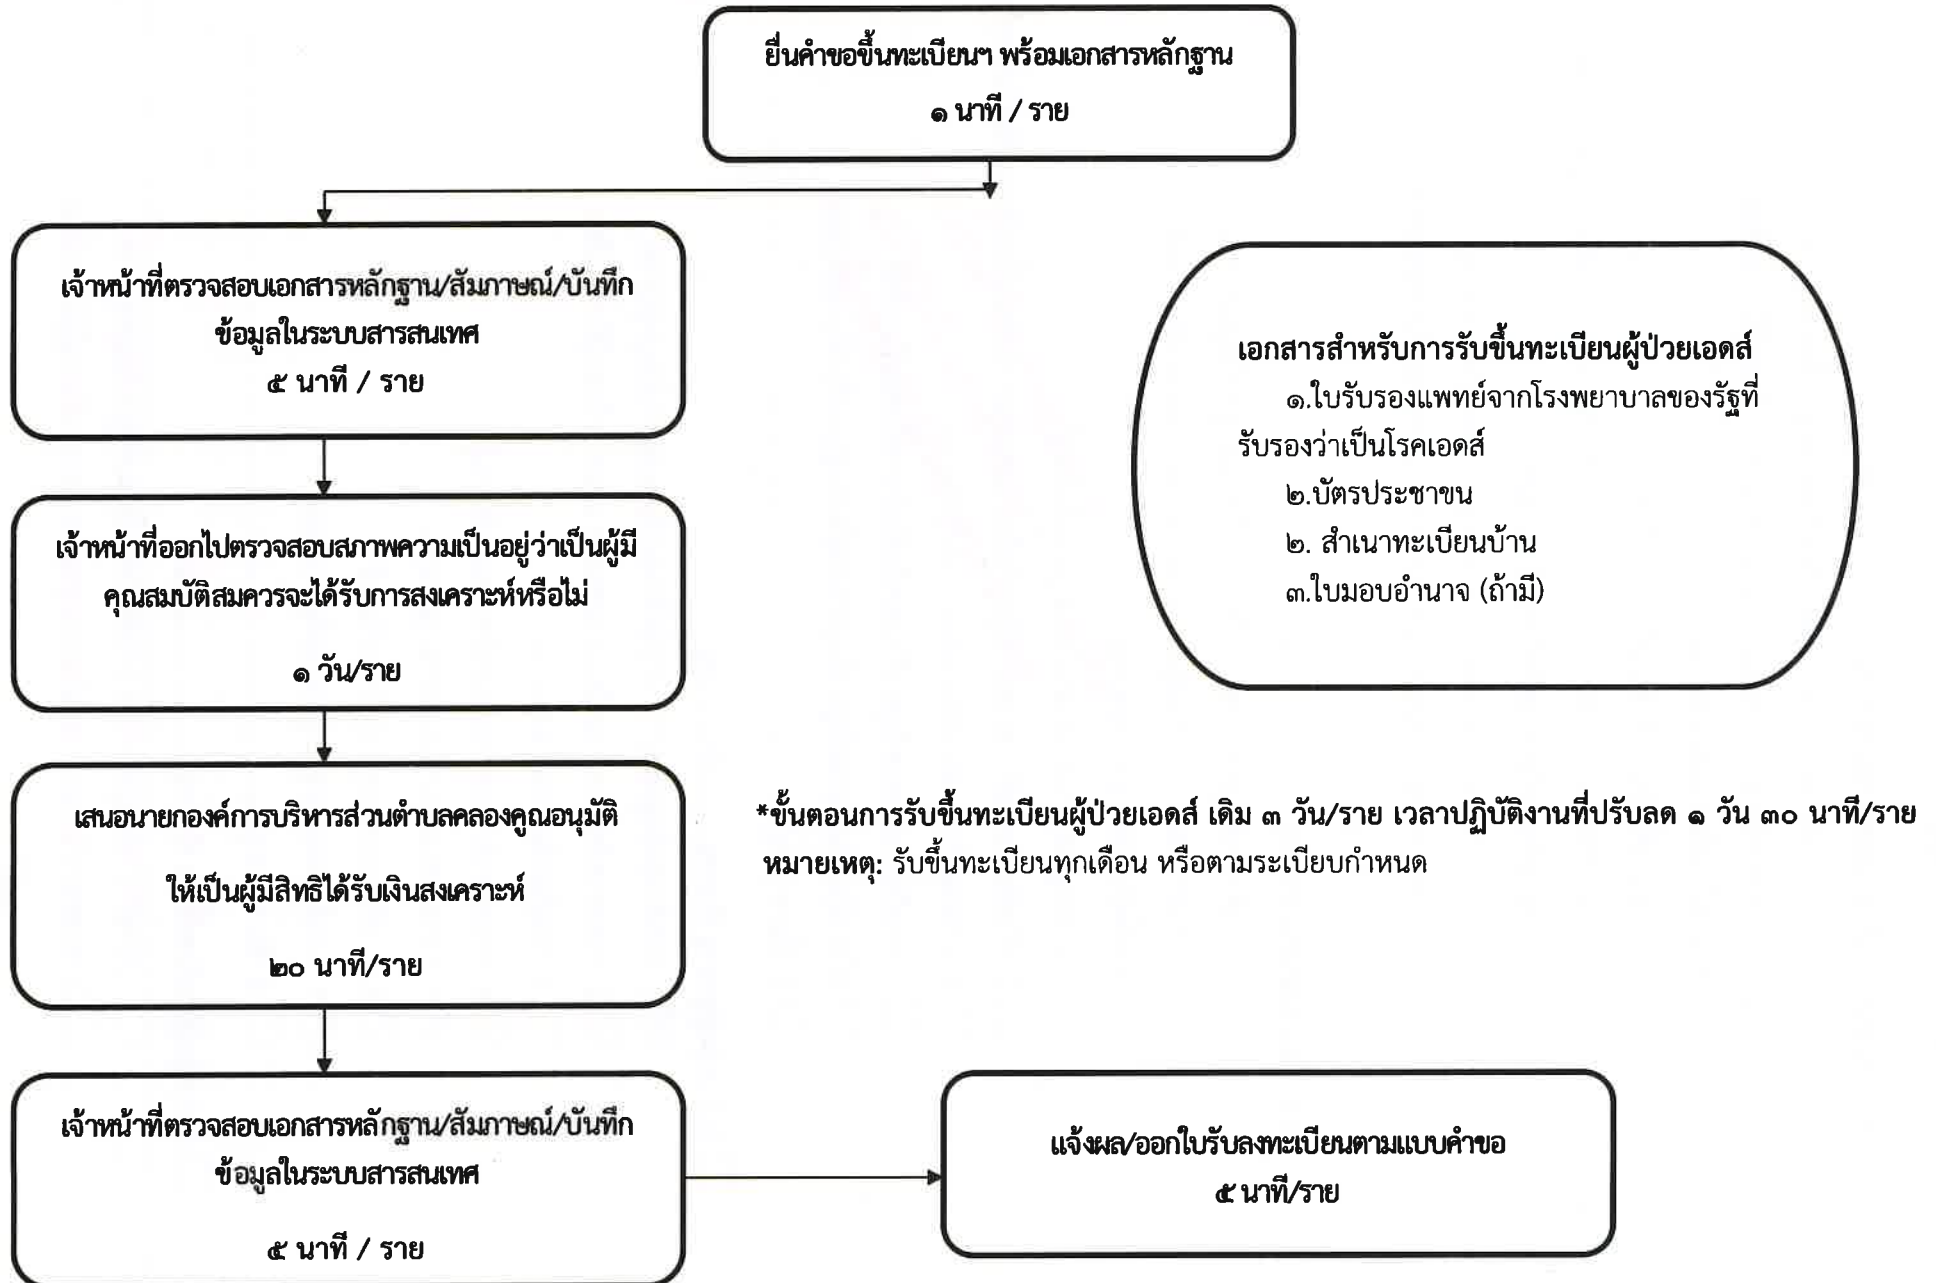 ยื่นคำขอขึ้นทะเบียนฯ พร้อมเอกสารหลักฐาน
๑ นาที / ราย
เจ้าหน้าที่ตรวจสอบเอกสารหลักฐาน/สัมภาษณ์/บันทึก
ข้อมูลในระบบสารสนเทศ
๕ นาที / ราย
เจ้าหน้าที่ออกไปตรวจสอบสภาพความเป็นอยู่ว่าเป็นผู้มี
คุณสมบัติสมควรจะได้รับการสงเคราะห์หรือไม่
๑ วัน/ราย
เสนอนายกองค์การบริหารส่วนตำบลคลองคูณอนุมัติ
ให้เป็นผู้มีสิทธิได้รับเงินสงเคราะห์
๒๐ นาที/ราย
เจ้าหน้าที่ตรวจสอบเอกสารหลักฐาน/สัมภาษณ์/บันทึก
ข้อมูลในระบบสารสนเทศ
๕ นาที / ราย
แจ้งผล/ออกใบรับลงทะเบียนตามแบบคำขอ
๕ นาที/ราย
เอกสารสำหรับการรับขึ้นทะเบียนผู้ป่วยเอดส์
๑.ใบรับรองแพทย์จากโรงพยาบาลของรัฐที่
รับรองว่าเป็นโรคเอดส์
๒.บัตรประชาขน
๒. สำเนาทะเบียนบ้าน
๓.ใบมอบอำนาจ (ถ้ามี)
*ขั้นตอนการรับขึ้นทะเบียนผู้ป่วยเอดส์ เดิม ๓ วัน/ราย เวลาปฏิบัติงานที่ปรับลด ๑ วัน ๓๐ นาที/ราย
หมายเหตุ: รับขึ้นทะเบียนทุกเดือน หรือตามระเบียบกำหนด